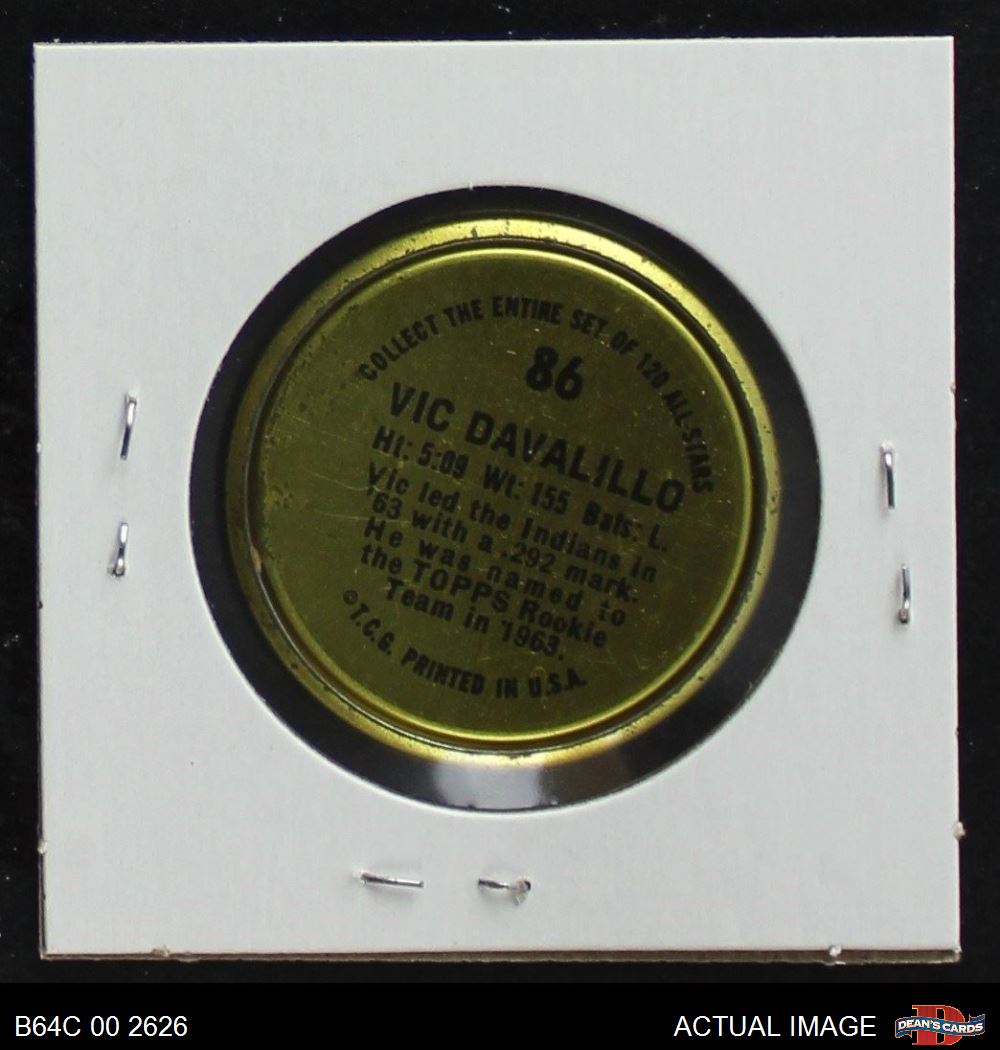 COLLECT THE ENTIRE SET OF 120 ALL-STARS
86
VIC DAVALILLO
Ht: 5:09 Wt: 155 Bats: L.
Vic led the Indians in
'63 with a .292 mark.
He was named to
the TOPPS Rookie
Team in 1963.
©T.C.G. PRINTED IN U.S.A.
B64C 00 2626
ACTUAL IMAGE
D
DEAN'S CARDS